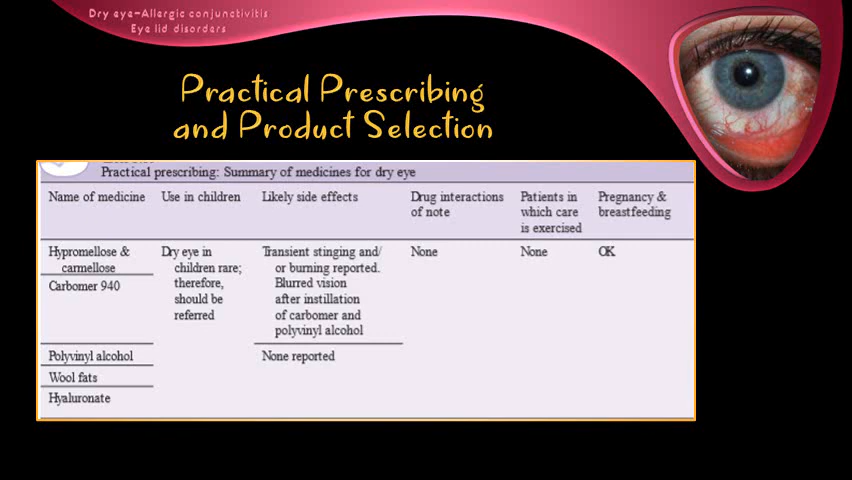 Dry eye-Allergic conjunctivitis
Eye lid disorders
Practical Prescribing
and Product Selection
Practical prescribing: Summary of medicines for dry eye
Name of medicine Use in children Likely side effects Drug interactions of note Patients in which care is exercised Pregnancy & breastfeeding
Hypromellose & carmellose Dry eye in children rare; therefore, should be referred Transient stinging and/or burning reported. Blurred vision after instillation of carbomer and polyvinyl alcohol None None OK
Carbomer 940
Polyvinyl alcohol None reported
Wool fats
Hyaluronate